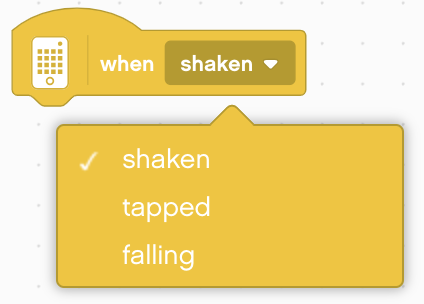 when shaken
shaken
tapped
falling